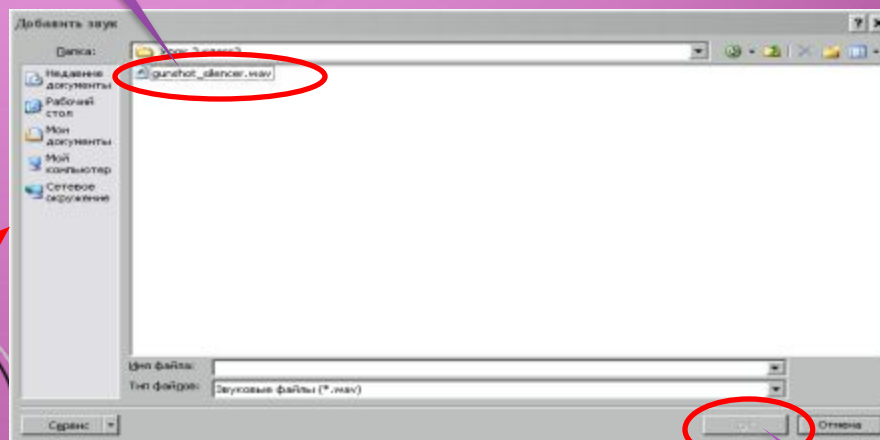 Добавить звук
Папка:
gunshot_silencer.wav
Недавние
документы
Рабочий
стол
Мои
документы
Мой
компьютер
Сетевое
окружение
Имя файла:
Тип файлов: Звуковые файлы (*.wav)
Сервис
Отмена